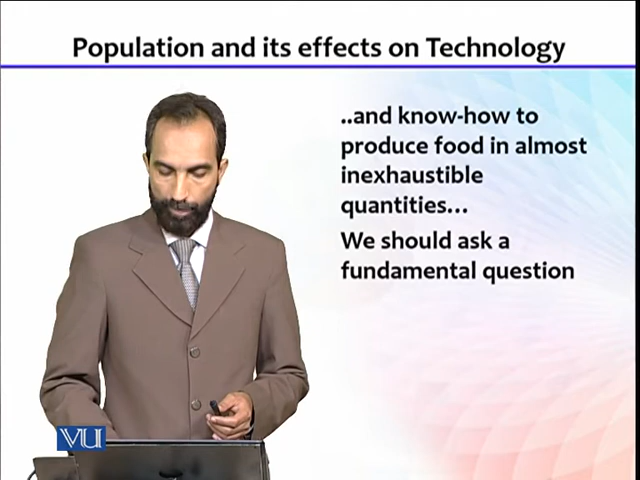 Population and its effects on Technology
..and know-how to
produce food in almost
inexhaustible
quantities...
We should ask a
fundamental question
VU